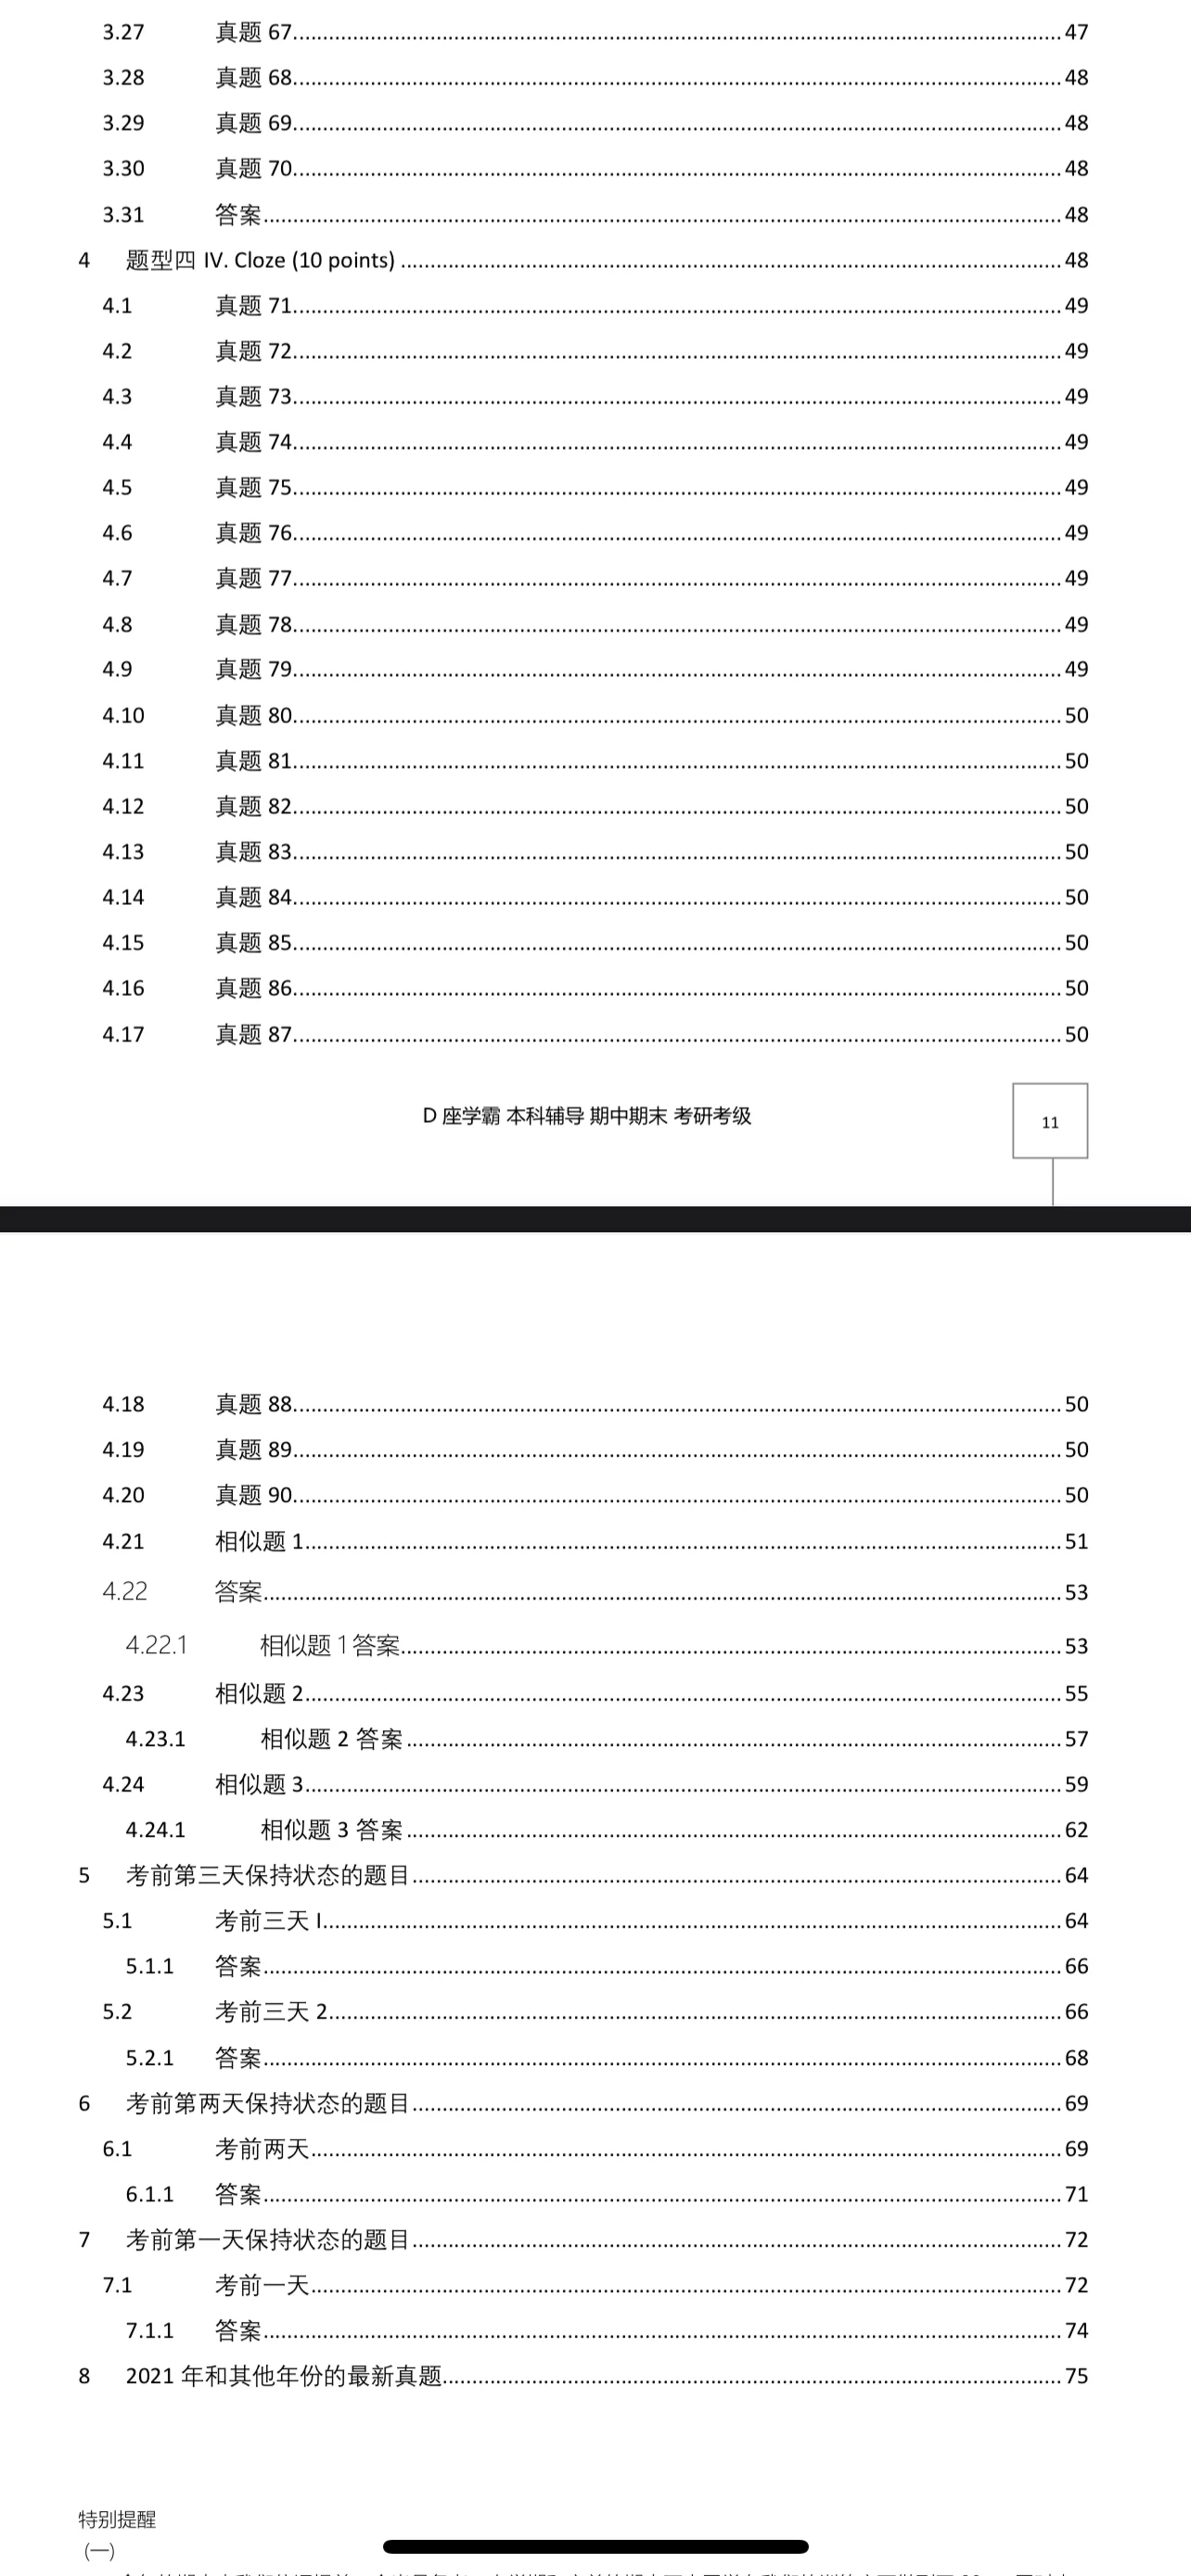 3.27 真题 67 47
3.28 真题 68 48
3.29 真题 69 48
3.30 真题 70 48
3.31 答案 48
4 题型四 IV. Cloze (10 points) 48
4.1 真题 71 49
4.2 真题 72 49
4.3 真题 73 49
4.4 真题 74 49
4.5 真题 75 49
4.6 真题 76 49
4.7 真题 77 49
4.8 真题 78 49
4.9 真题 79 49
4.10 真题 80 50
4.11 真题 81 50
4.12 真题 82 50
4.13 真题 83 50
4.14 真题 84 50
4.15 真题 85 50
4.16 真题 86 50
4.17 真题 87 50
D 座学霸 本科辅导 期中期末 考研考级
11
4.18 真题 88 50
4.19 真题 89 50
4.20 真题 90 50
4.21 相似题 1 51
4.22 答案 53
4.22.1 相似题 1 答案 53
4.23 相似题 2 55
4.23.1 相似题 2 答案 57
4.24 相似题 3 59
4.24.1 相似题 3 答案 62
5 考前第三天保持状态的题目 64
5.1 考前三天 I 64
5.1.1 答案 66
5.2 考前三天 2 66
5.2.1 答案 68
6 考前第两天保持状态的题目 69
6.1 考前两天 69
6.1.1 答案 71
7 考前第一天保持状态的题目 72
7.1 考前一天 72
7.1.1 答案 74
8 2021 年和其他年份的最新真题 75
特别提醒
(一)